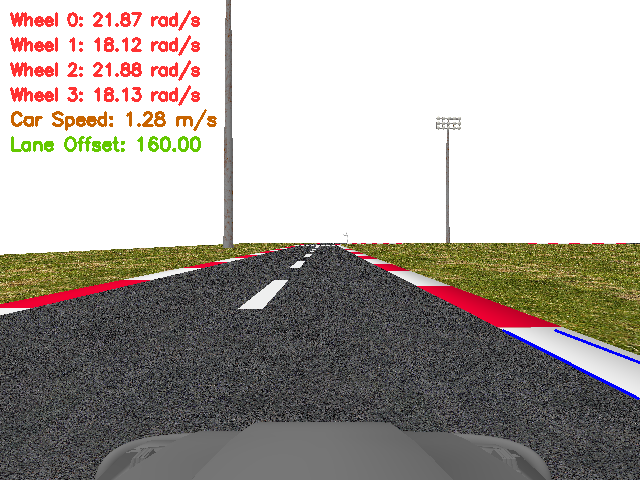 Wheel 0: 21.87 rad/s
Wheel 1: 18.12 rad/s
Wheel 2: 21.88 rad/s
Wheel 3: 18.13 rad/s
Car Speed: 1.28 m/s
Lane Offset: 160.00